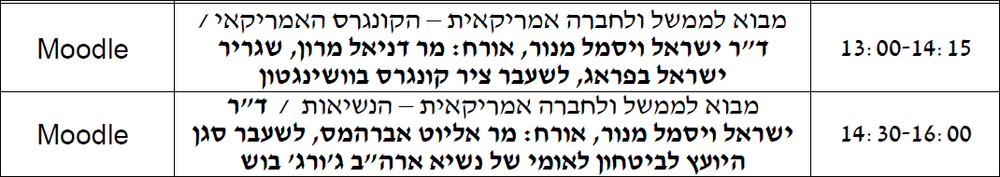 מבוא לממשל ולחברה אמריקאית – הקונגרס האמריקאי /
13:00-14:15
ד"ר ישראל ויסמל מנור, אורח: מר דניאל מרון, שגריר
Moodle
ישראל בפראג, לשעבר ציר קונגרס בוושינגטון
מבוא לממשל ולחברה אמריקאית – הנשיאות / ד"ר
14:30-16:00
ישראל ויסמל מנור, אורח: מר אליוט אברהמס, לשעבר סגן
Moodle
היועץ לביטחון לאומי של נשיא ארה"ב ג'ורג' בוש